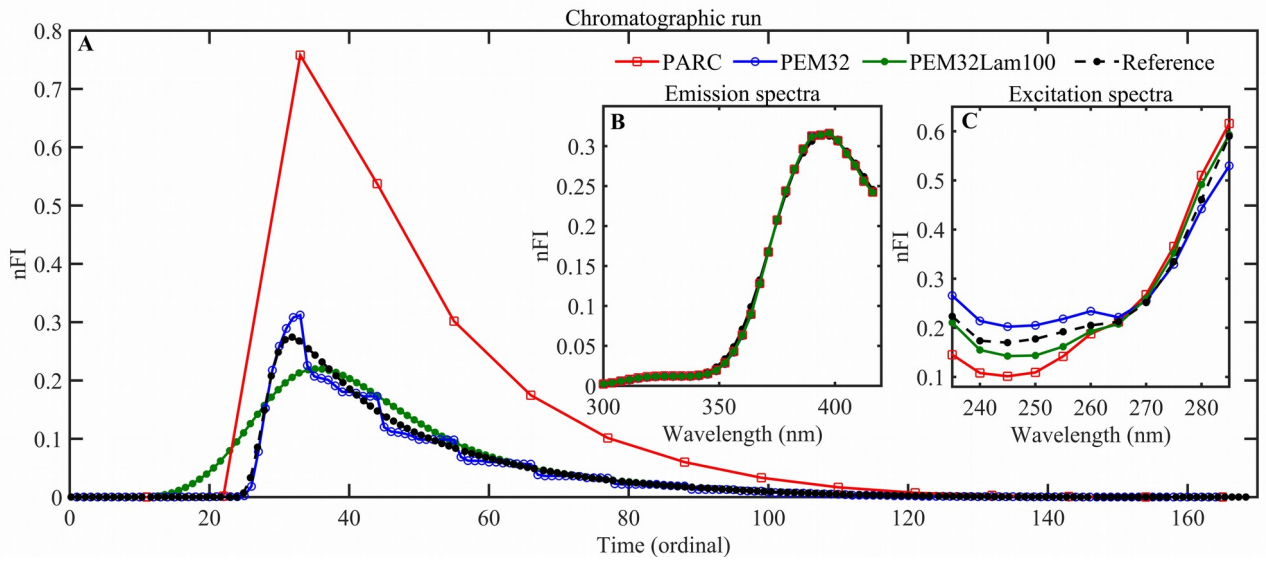 Chromatographic run
A
PARC PEM32 PEM32Lam100 Reference
Emission spectra
Excitation spectra
B
C
0.8
0.7
0.6
0.5
0.4
0.3
0.2
0.1
0
nFI
0 20 40 60 80 100 120 140 160
Time (ordinal)
0.3
0.25
0.2
0.15
0.1
0.05
0
nFI
300 350 400
Wavelength (nm)
0.6
0.5
0.4
0.3
0.2
0.1
nFI
240 250 260 270 280
Wavelength (nm)